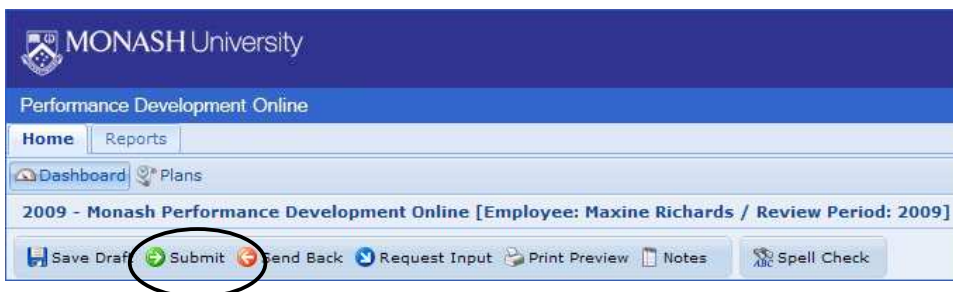 MONASH University
Performance Development Online
Home Reports
Dashboard Plans
2009 - Monash Performance Development Online [Employee: Maxine Richards / Review Period: 2009]
Save Draft Submit Send Back Request Input Print Preview Notes Spell Check